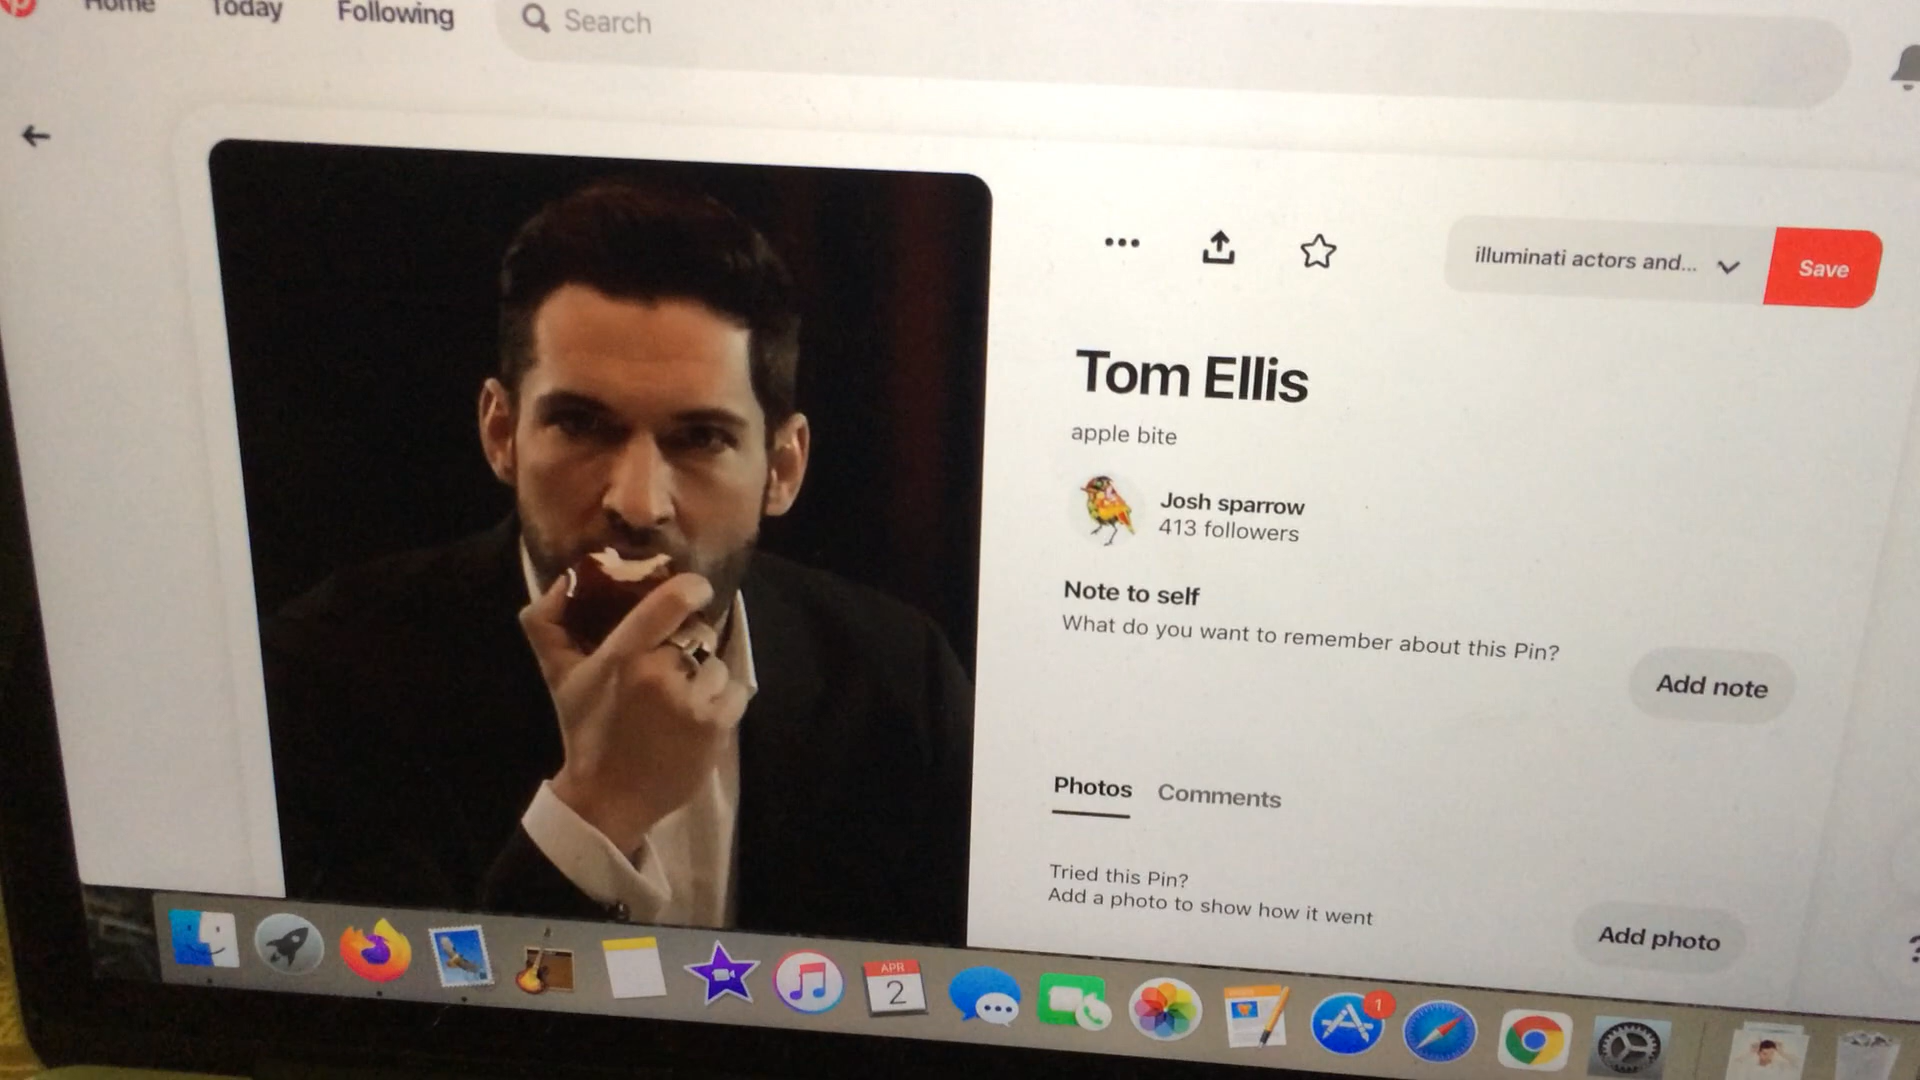 Home Today Following
Search
illuminati actors and...
Save
Tom Ellis
apple bite
Josh sparrow
413 followers
Note to self
What do you want to remember about this Pin?
Add note
Photos Comments
Tried this Pin?
Add a photo to show how it went
Add photo
?
APR
2
1